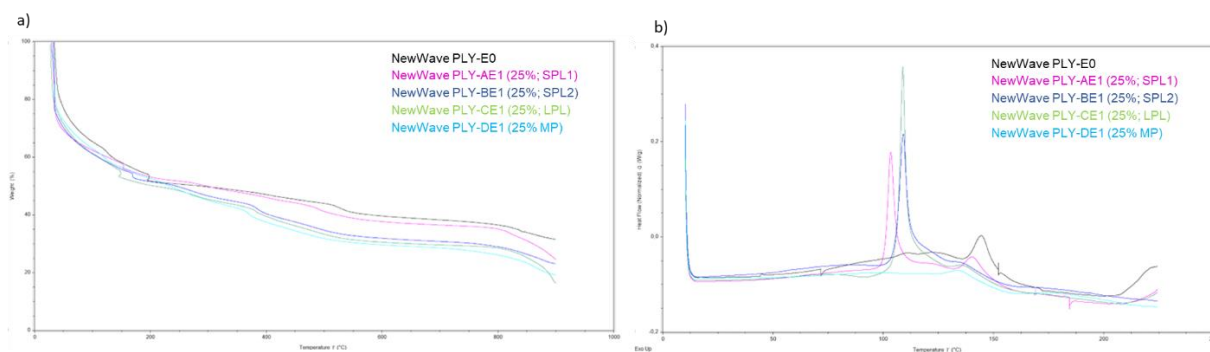 a)
100
80
60
40
20
0
Weight (%)
0
200
400
600
800
1000
Temperature T (°C)
NewWave PLY-E0
NewWave PLY-AE1 (25%; SPL1)
NewWave PLY-BE1 (25%; SPL2)
NewWave PLY-CE1 (25%; LPL)
NewWave PLY-DE1 (25% MP)
b)
0.4
0.2
0.0
-0.2
Heat Flow (Normalized) Q (W/g)
Exo Up
0
50
100
150
200
Temperature T (°C)
NewWave PLY-E0
NewWave PLY-AE1 (25%; SPL1)
NewWave PLY-BE1 (25%; SPL2)
NewWave PLY-CE1 (25%; LPL)
NewWave PLY-DE1 (25% MP)